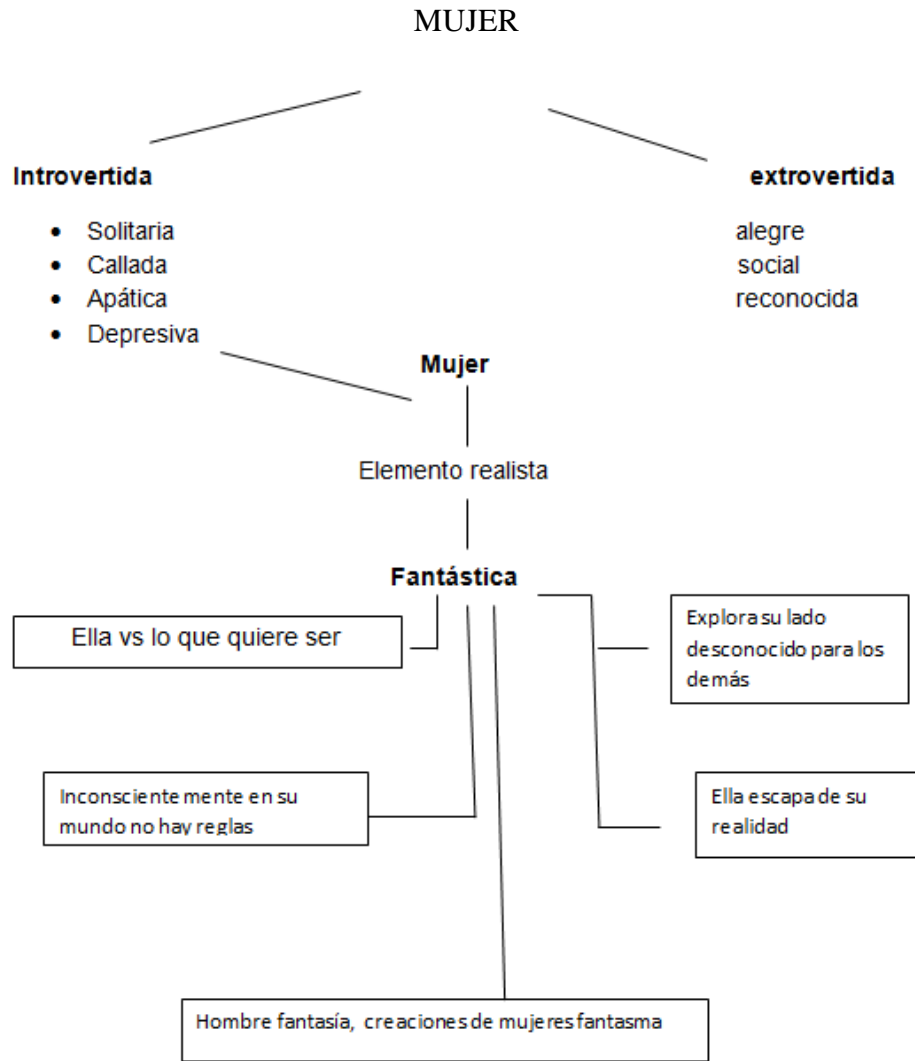 MUJER
Introvertida
extrovertida
• Solitaria
• Callada
• Apática
• Depresiva
alegre
social
reconocida
Mujer
Elemento realista
Fantástica
Ella vs lo que quiere ser
Explora su lado
desconocido para los
demás
Inconscientemente en su
mundo no hay reglas
Ella escapa de su
realidad
Hombre fantasía, creaciones de mujeres fantasma